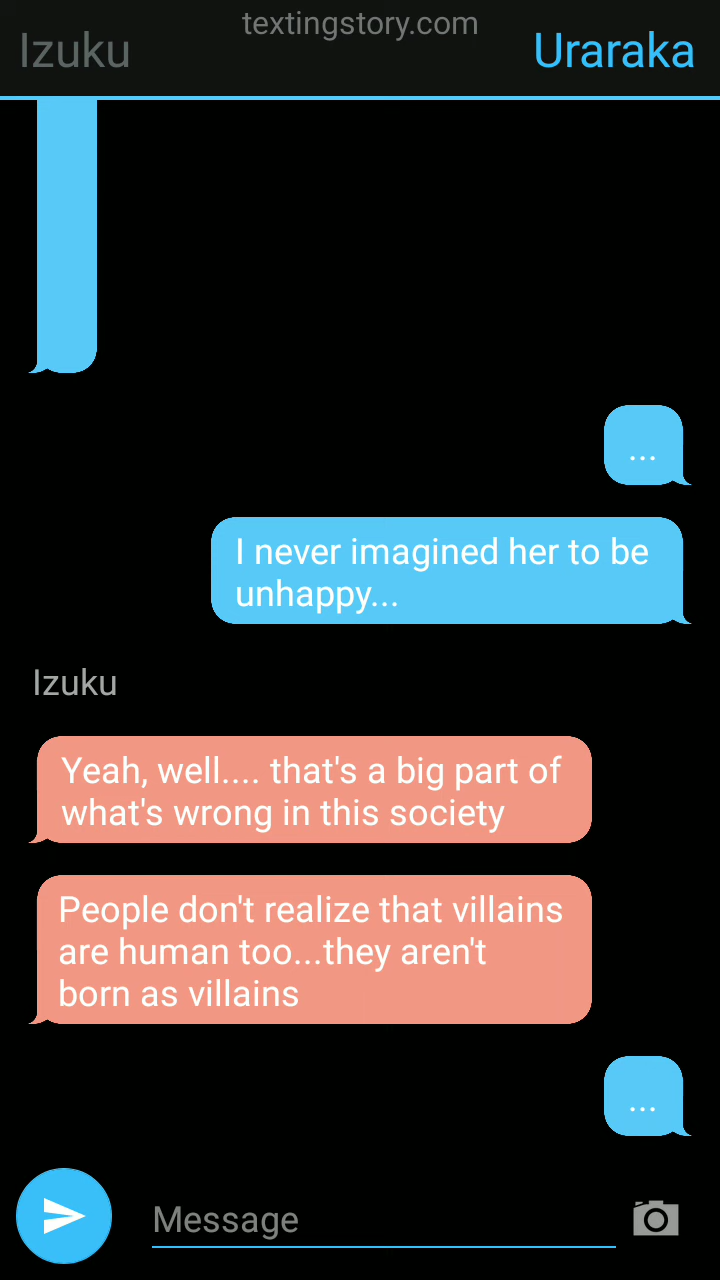 textingstory.com
Izuku
Uraraka
...
I never imagined her to be
unhappy...
Izuku
Yeah, well.... that's a big part of
what's wrong in this society
People don't realize that villains
are human too...they aren't
born as villains
...
Message